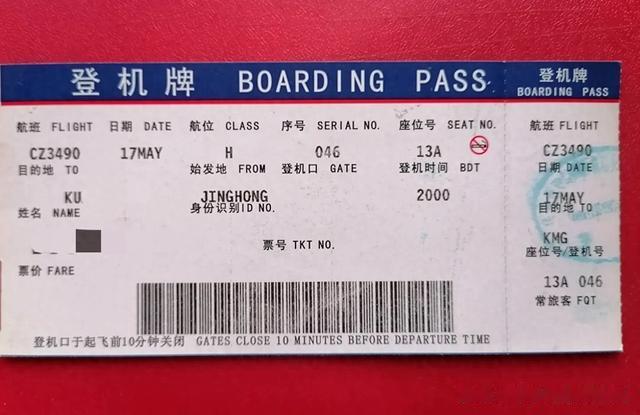 登机牌 BOARDING PASS
航班 FLIGHT 日期 DATE 舱位 CLASS 序号 SERIAL NO. 座位号 SEAT NO.
CZ3490 17MAY H 046 13A
目的地 TO 始发地 FROM 登机口 GATE 登机时间 BDT
KU JINGHONG 2000
姓名 NAME 身份识别ID NO.
票号 TKT NO.
票价 FARE
登机口于起飞前10分钟关闭 GATES CLOSE 10 MINUTES BEFORE DEPARTURE TIME
登机牌
BOARDING PASS
航班 FLIGHT
CZ3490
日期 DATE
17MAY
目的地 TO
KMG
座位号/登机号
13A 046
常旅客 FQT